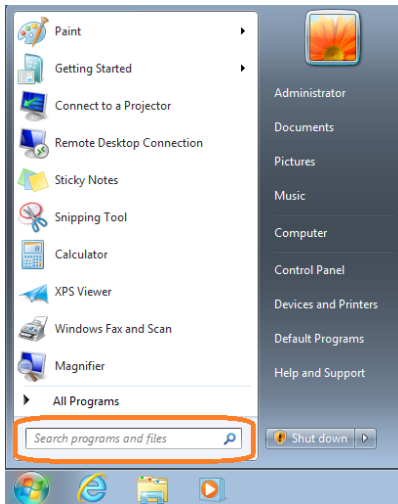 Paint
Getting Started
Connect to a Projector
Remote Desktop Connection
Sticky Notes
Snipping Tool
Calculator
XPS Viewer
Windows Fax and Scan
Magnifier
All Programs
Search programs and files
Administrator
Documents
Pictures
Music
Computer
Control Panel
Devices and Printers
Default Programs
Help and Support
Shut down